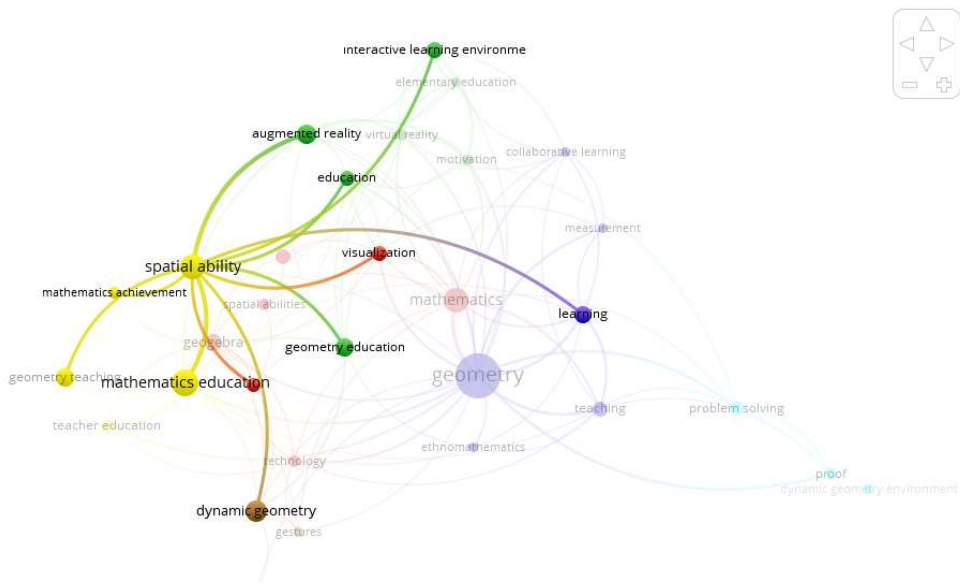 interactive learning environme
elementary education
augmented reality
virtual reality
collaborative learning
motivation
education
measurement
visualization
spatial ability
mathematics achievement
spatial abilities
mathematics
learning
geogebra
geometry education
geometry teaching
mathematics education
geometry
teaching
problem solving
teacher education
ethnomathematics
technology
proof
dynamic geometry environment
dynamic geometry
gestures